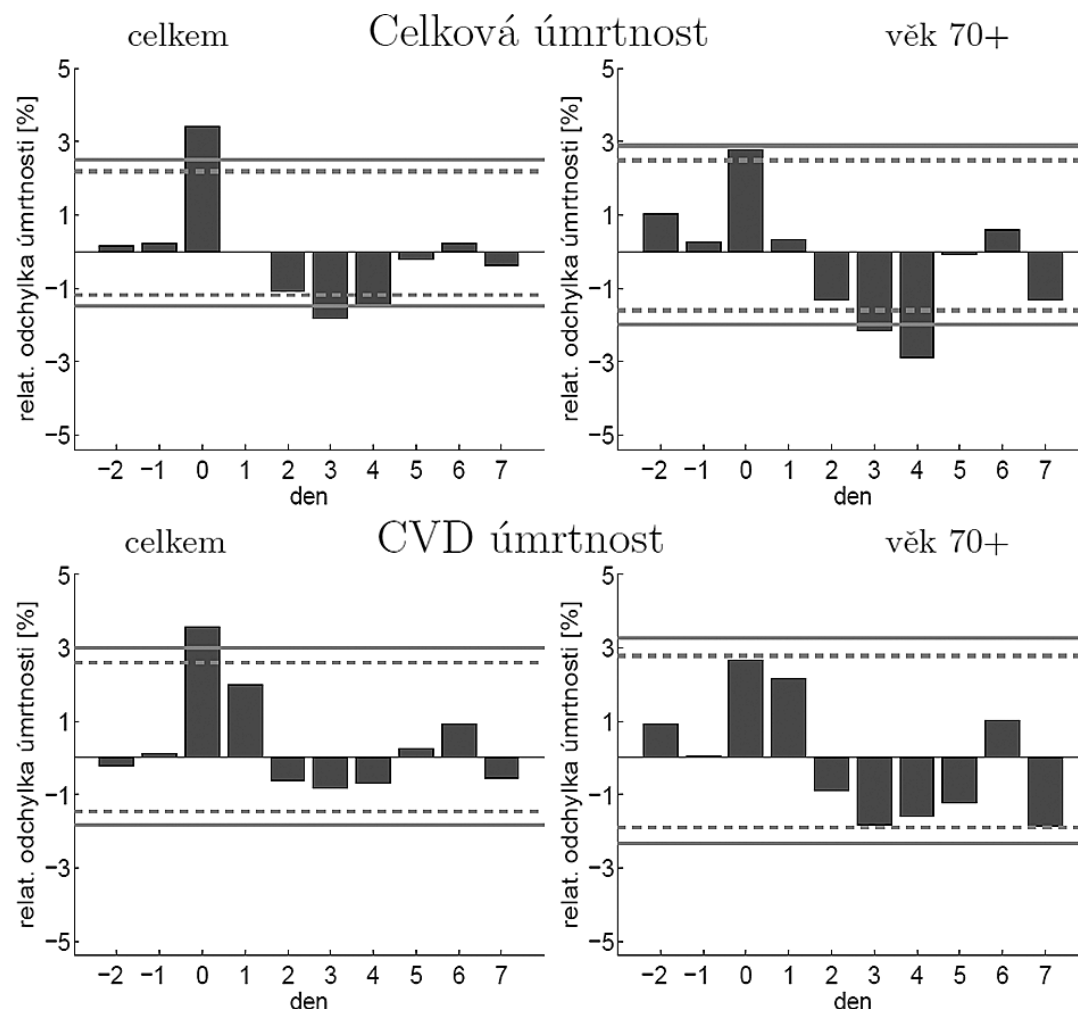 celkem Celková úmrtnost věk 70+
relat. odchylka úmrtnosti [%]
5
3
1
−1
−3
−5
−2 −1 0 1 2 3 4 5 6 7
den
relat. odchylka úmrtnosti [%]
5
3
1
−1
−3
−5
−2 −1 0 1 2 3 4 5 6 7
den
celkem CVD úmrtnost věk 70+
relat. odchylka úmrtnosti [%]
5
3
1
−1
−3
−5
−2 −1 0 1 2 3 4 5 6 7
den
relat. odchylka úmrtnosti [%]
5
3
1
−1
−3
−5
−2 −1 0 1 2 3 4 5 6 7
den